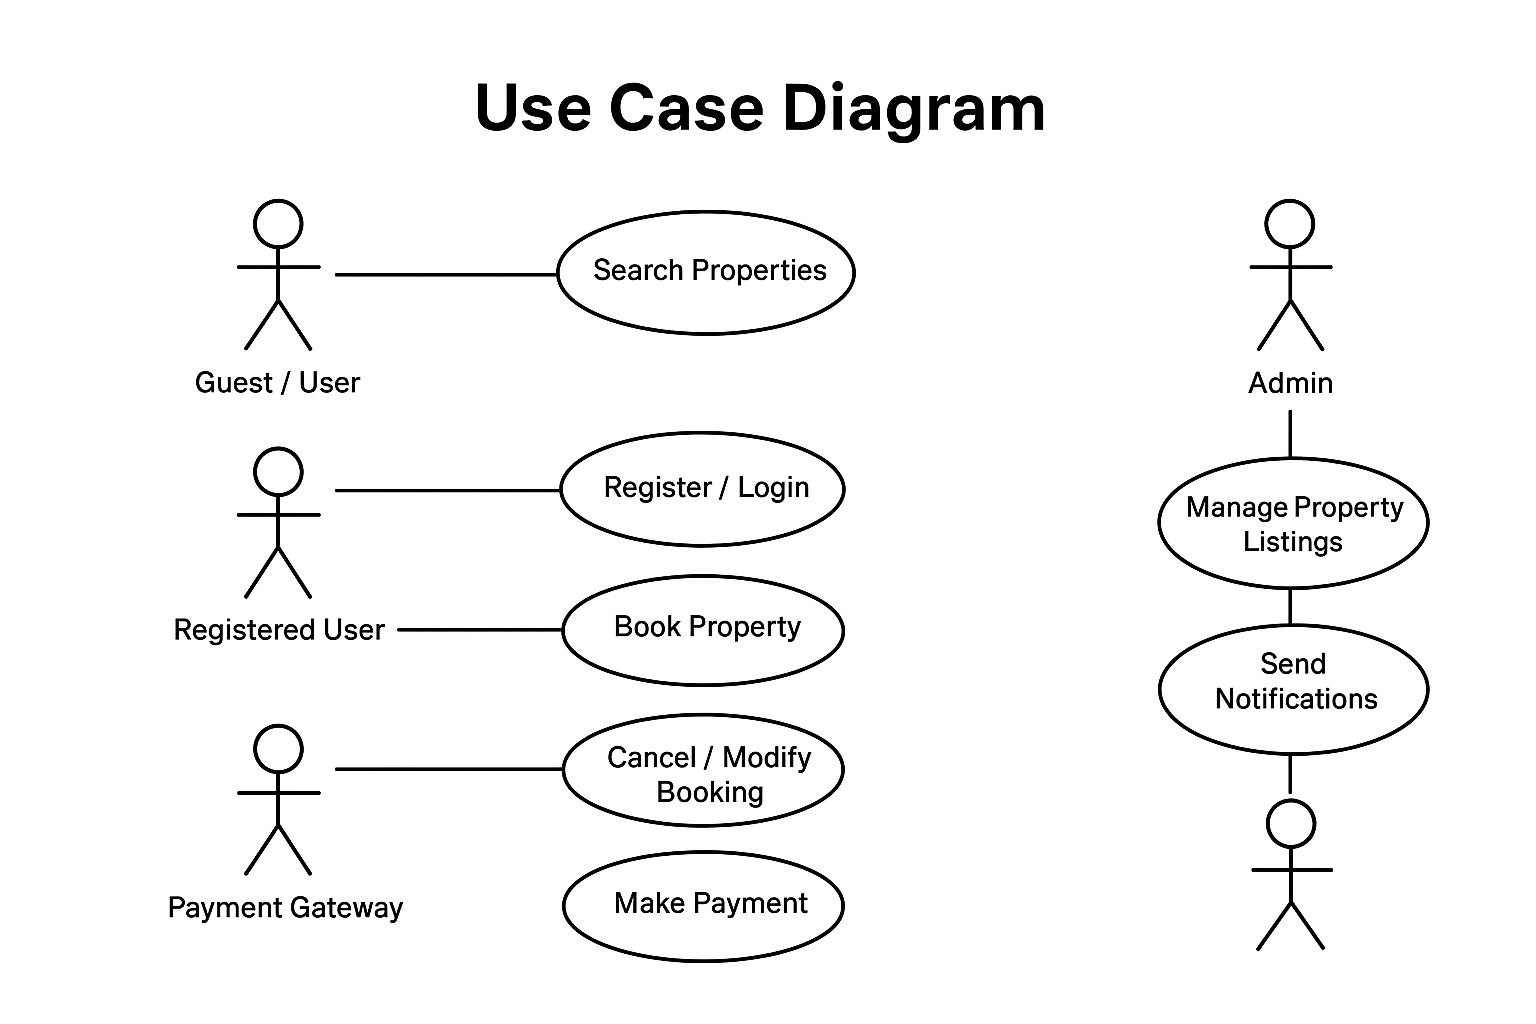 Use Case Diagram
Search Properties
Guest / User
Admin
Register / Login
Manage Property
Listings
Registered User
Book Property
Send
Notifications
Cancel / Modify
Booking
Payment Gateway
Make Payment